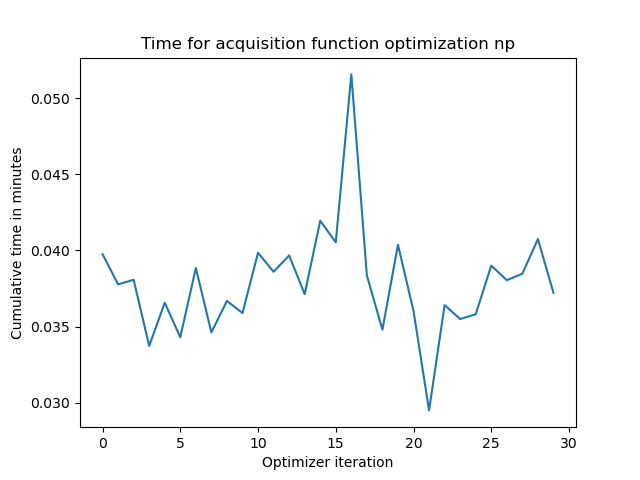 Time for acquisition function optimization np
Cumulative time in minutes
0.050
0.045
0.040
0.035
0.030
0 5 10 15 20 25 30
Optimizer iteration